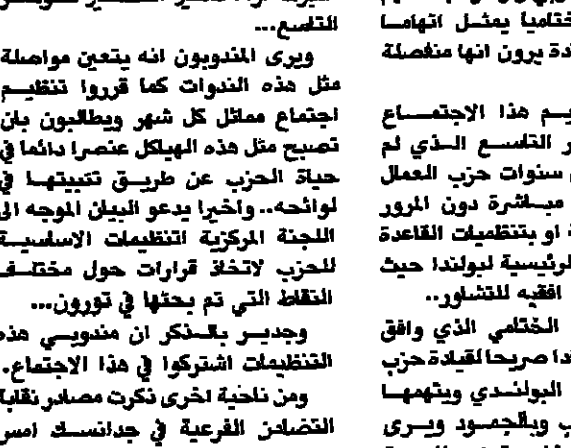 ختاميا يمثل اتهاما
ادة يرون انها منفصلة
يم هذا الاجتماع
ر التاسع الذي لم
سنوات حزب العمال
مباشرة دون المرور
ة او بتنظميات القاعدة
لرئيسية لبولندا حيث
افقيه للتشاور..
الختامي الذي وافق
دا صريحا لقيادة حزب
البولندي ويتهمها
ب وبالجمود ويرى
التاسع...
ويرى المندوبون انه يتعين مواصلة
مثل هذه الندوات كما قرروا تنظيم
اجتماع مماثل كل شهر ويطالبون بان
تصبح مثل هذه الهياكل عنصرا دائما في
حياة الحزب عن طريق تثبيتها في
لوائحه.. واخيرا يدعو البيان الموجه الى
اللجنة المركزية التنظيمات الاساسية
للحزب لاتخاذ قرارات حول مختلف
النقاط التي تم بحثها في تورون...
وجدير بالذكر ان مندوبي هذه
التنظيمات اشتركوا في هذا الاجتماع.
ومن ناحية اخرى ذكرت مصادر نقابة
التضامن الفرعية في جدانسك امس